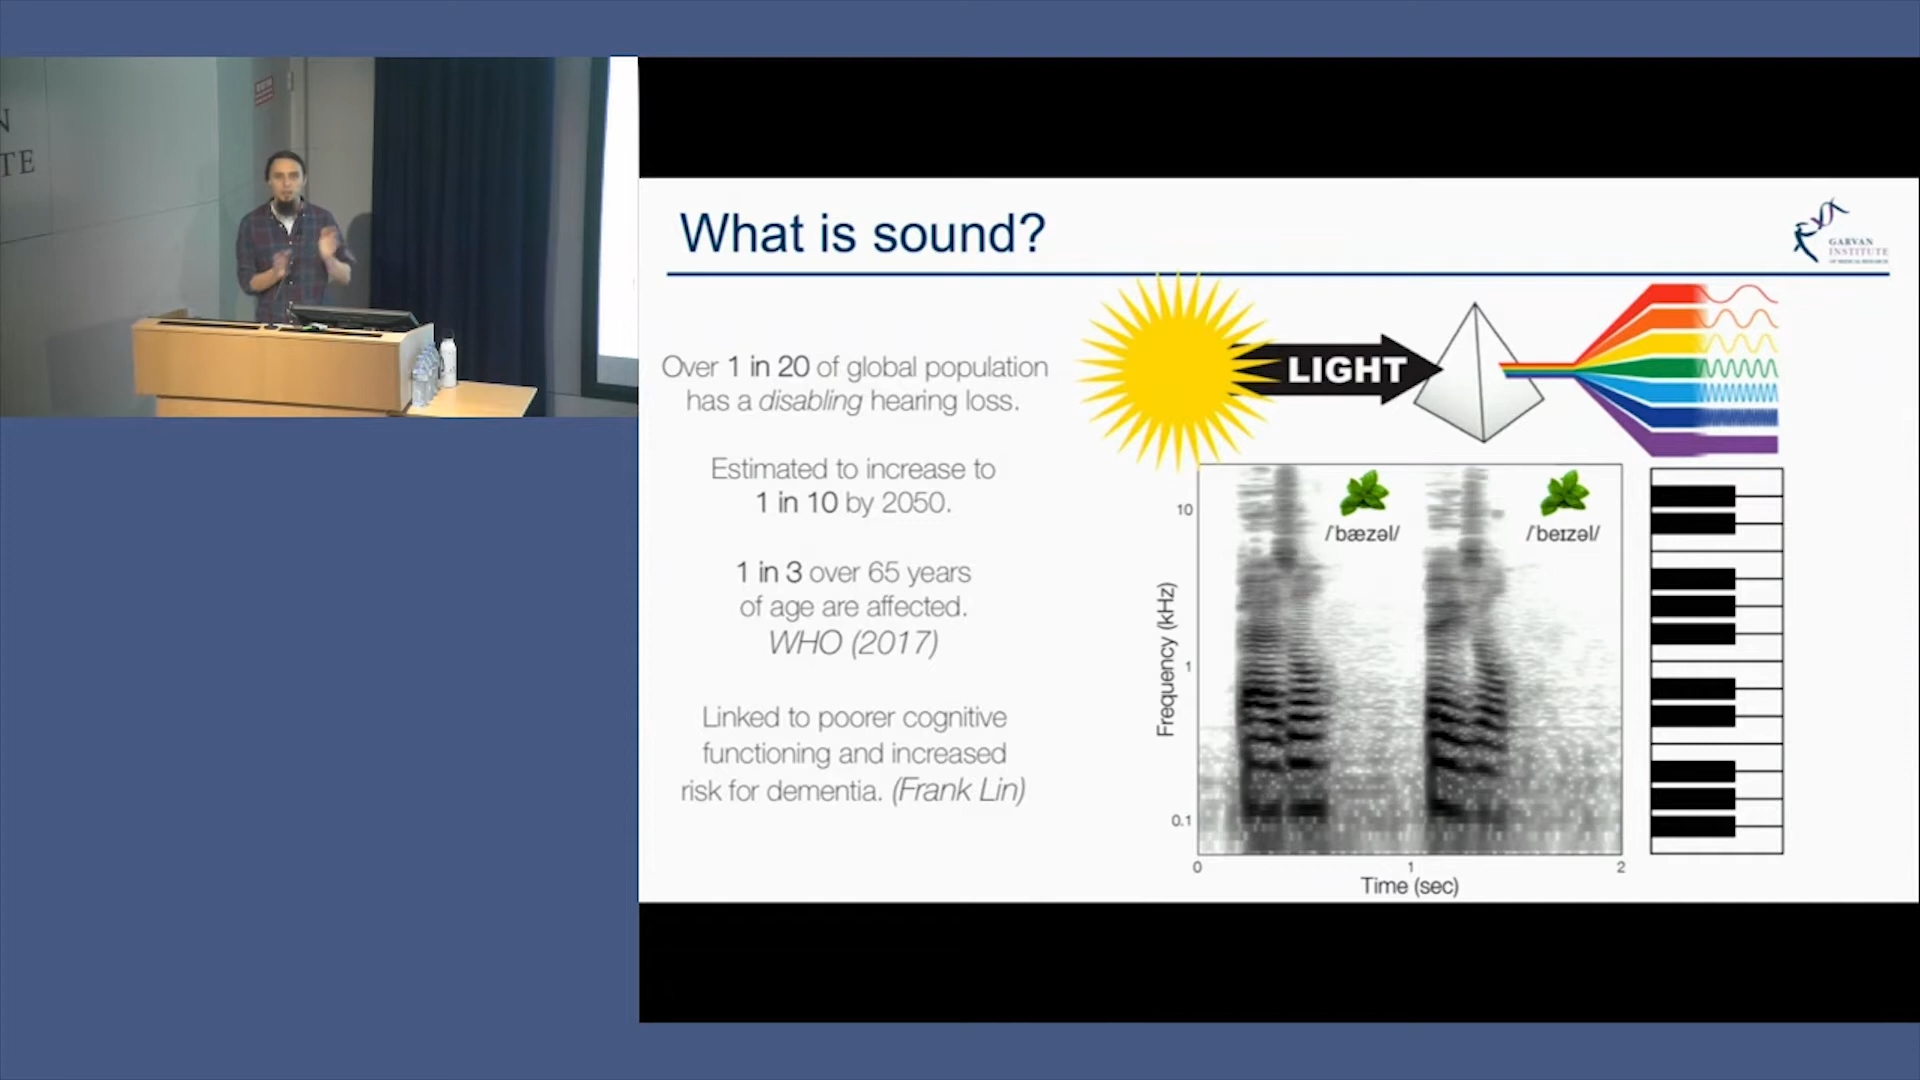 N
TE
What is sound?
GARVAN
INSTITUTE
OF MEDICAL RESEARCH
Over 1 in 20 of global population
has a disabling hearing loss.
Estimated to increase to
1 in 10 by 2050.
1 in 3 over 65 years
of age are affected.
WHO (2017)
Linked to poorer cognitive
functioning and increased
risk for dementia. (Frank Lin)
LIGHT
/ˈbæzəl/
/ˈbeɪzəl/
Frequency (kHz)
10
1
0.1
0
1
2
Time (sec)